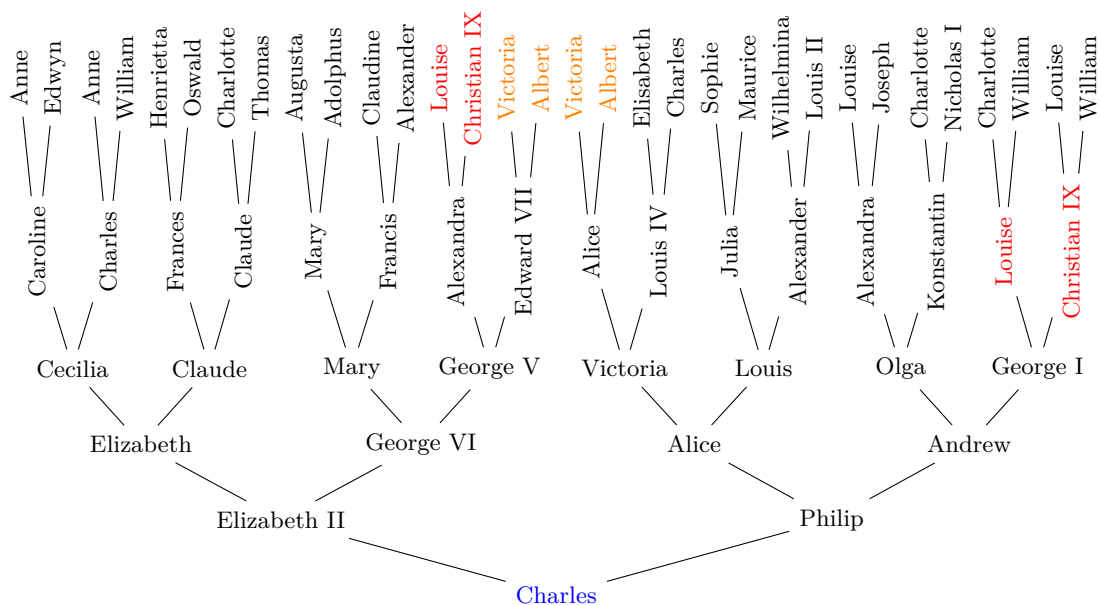 Anne
Edwyn
Anne
William
Henrietta
Oswald
Charlotte
Thomas
Augusta
Adolphus
Claudine
Alexander
Louise
Christian IX
Victoria
Albert
Victoria
Albert
Elisabeth
Charles
Sophie
Maurice
Wilhelmina
Louis II
Louise
Joseph
Charlotte
Nicholas I
Charlotte
William
Louise
William
Caroline
Charles
Frances
Claude
Mary
Francis
Alexandra
Edward VII
Alice
Louis IV
Julia
Alexander
Alexandra
Konstantin
Louise
Christian IX
Cecilia
Claude
Mary
George V
Victoria
Louis
Olga
George I
Elizabeth
George VI
Alice
Andrew
Elizabeth II
Philip
Charles